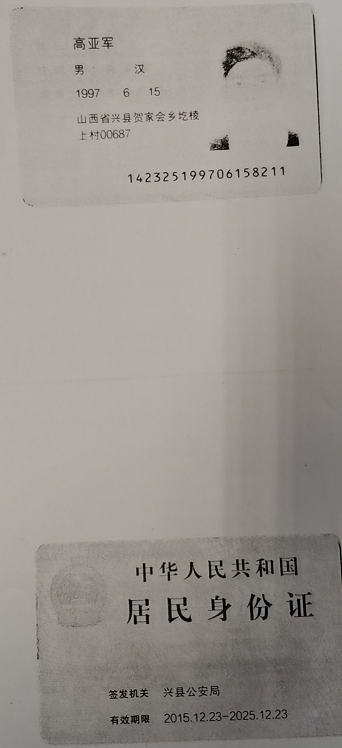 高亚军
男 汉
1997 6 15
山西省兴县贺家会乡圪棱
上村00687
142325199706158211
中华人民共和国
居民身份证
签发机关 兴县公安局
有效期限 2015.12.23-2025.12.23